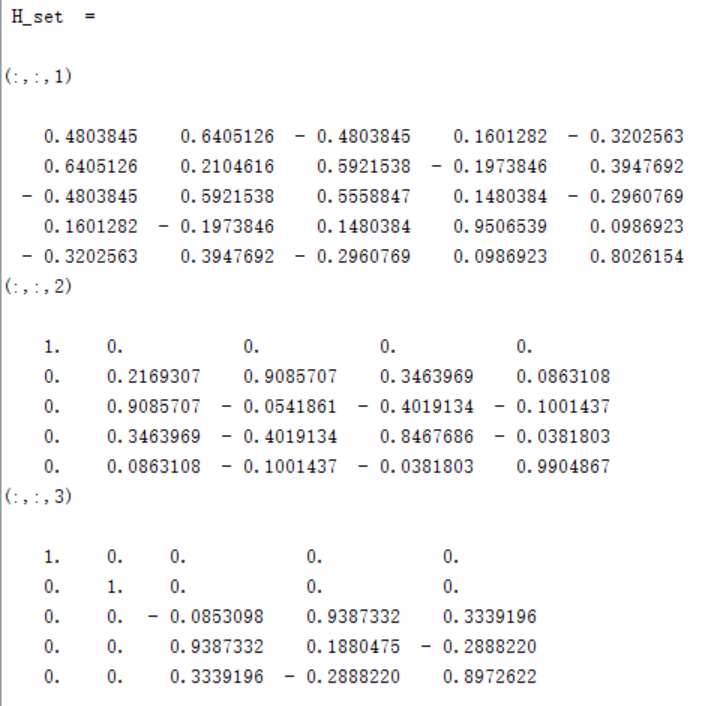 H_set  =
(:,:,1)
0.4803845    0.6405126  - 0.4803845    0.1601282  - 0.3202563
0.6405126    0.2104616    0.5921538  - 0.1973846    0.3947692
- 0.4803845    0.5921538    0.5558847    0.1480384  - 0.2960769
0.1601282  - 0.1973846    0.1480384    0.9506539    0.0986923
- 0.3202563    0.3947692  - 0.2960769    0.0986923    0.8026154
(:,:,2)
1.    0.           0.           0.           0.
0.    0.2169307    0.9085707    0.3463969    0.0863108
0.    0.9085707  - 0.0541861  - 0.4019134  - 0.1001437
0.    0.3463969  - 0.4019134    0.8467686  - 0.0381803
0.    0.0863108  - 0.1001437  - 0.0381803    0.9904867
(:,:,3)
1.    0.    0.           0.           0.
0.    1.    0.           0.           0.
0.    0.  - 0.0853098    0.9387332    0.3339196
0.    0.    0.9387332    0.1880475  - 0.2888220
0.    0.    0.3339196  - 0.2888220    0.8972622